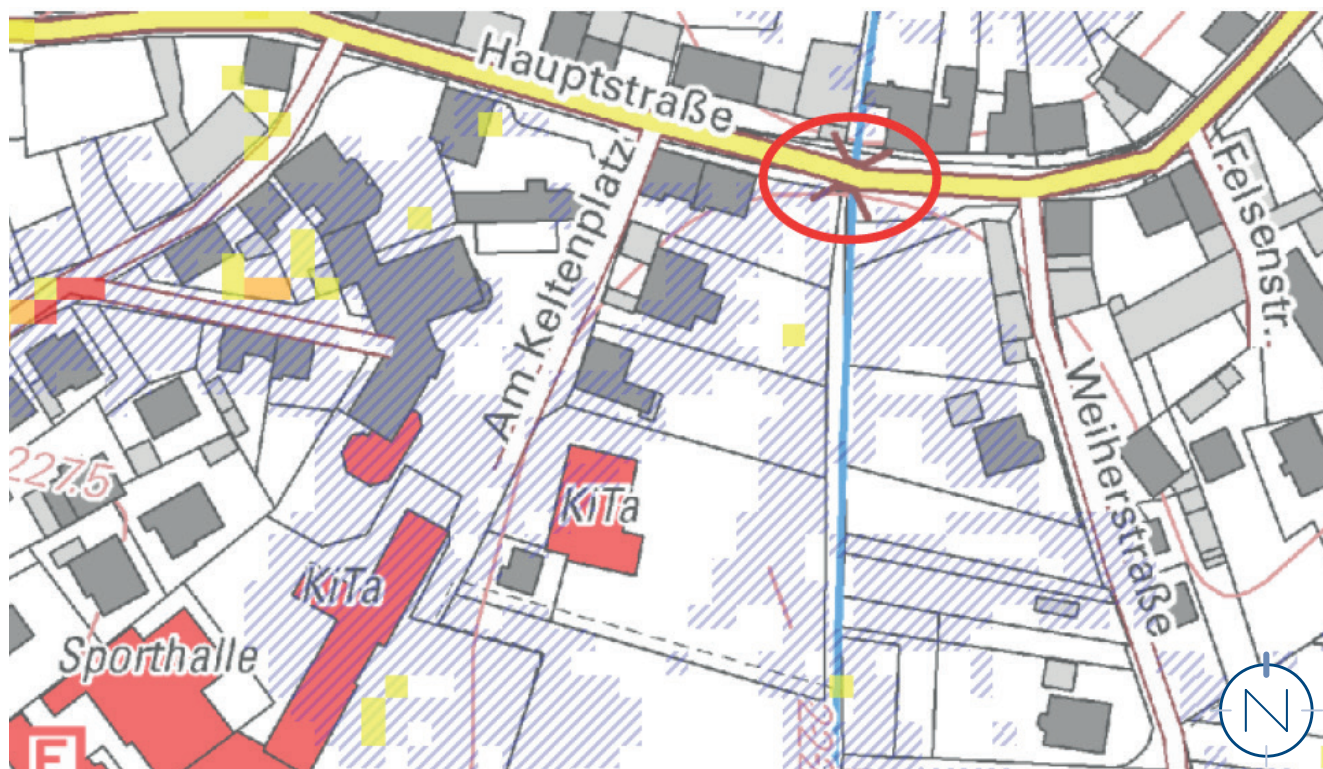 Hauptstraße
Felsenstr.
Am Keltenplatz
Weiherstraße
227.5
KiTa
KiTa
Sporthalle
F
N